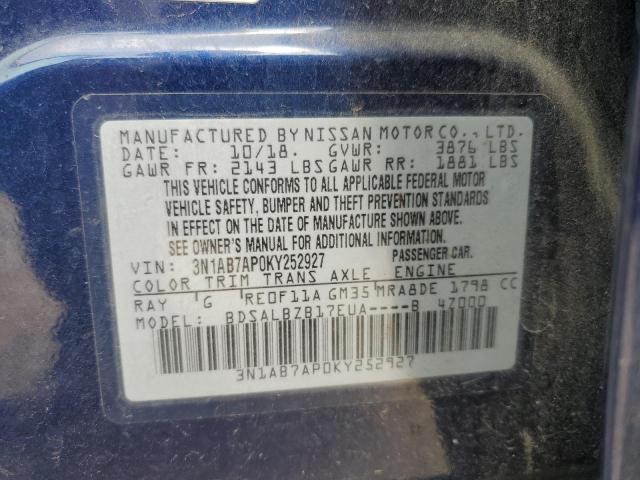 MANUFACTURED BY NISSAN MOTOR CO., LTD.
DATE: 10/18. GVWR: 3876 LBS
GAWR FR: 2143 LBS GAWR RR: 1881 LBS
THIS VEHICLE CONFORMS TO ALL APPLICABLE FEDERAL MOTOR
VEHICLE SAFETY, BUMPER AND THEFT PREVENTION STANDARDS
IN EFFECT ON THE DATE OF MANUFACTURE SHOWN ABOVE.
SEE OWNER'S MANUAL FOR ADDITIONAL INFORMATION.
VIN: 3N1AB7AP0KY252927 PASSENGER CAR.
COLOR TRIM TRANS AXLE ENGINE
RAY G RE0F11A GM35 MRA8DE 1798 CC
MODEL: BDSALBZB17EUA----B 47000
3N1AB7AP0KY252927